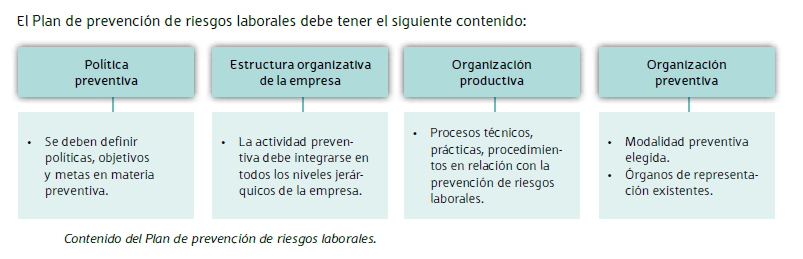 El Plan de prevención de riesgos laborales debe tener el siguiente contenido:
Política
preventiva
Estructura organizativa
de la empresa
Organización
productiva
Organización
preventiva
• Se deben definir
políticas, objetivos
y metas en materia
preventiva.
• La actividad preven-
tiva debe integrarse en
todos los niveles jerár-
quicos de la empresa.
• Procesos técnicos,
prácticas, procedimien-
tos en relación con la
prevención de riesgos
laborales.
• Modalidad preventiva
elegida.
• Órganos de representa-
ción existentes.
Contenido del Plan de prevención de riesgos laborales.